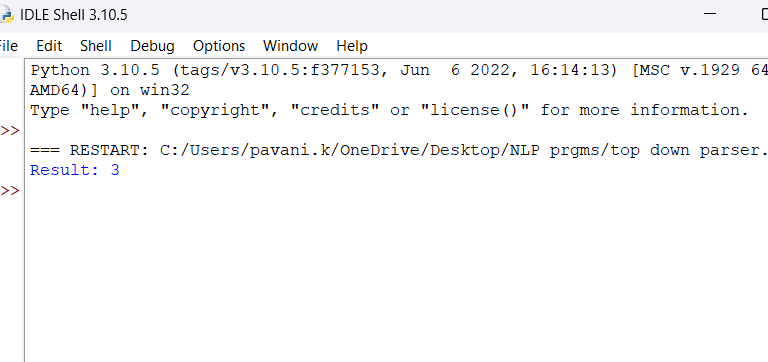 IDLE Shell 3.10.5
File Edit Shell Debug Options Window Help
Python 3.10.5 (tags/v3.10.5:f377153, Jun  6 2022, 16:14:13) [MSC v.1929 64
AMD64)] on win32
Type "help", "copyright", "credits" or "license()" for more information.
>>
=== RESTART: C:/Users/pavani.k/OneDrive/Desktop/NLP prgms/top down parser.
Result: 3
>>